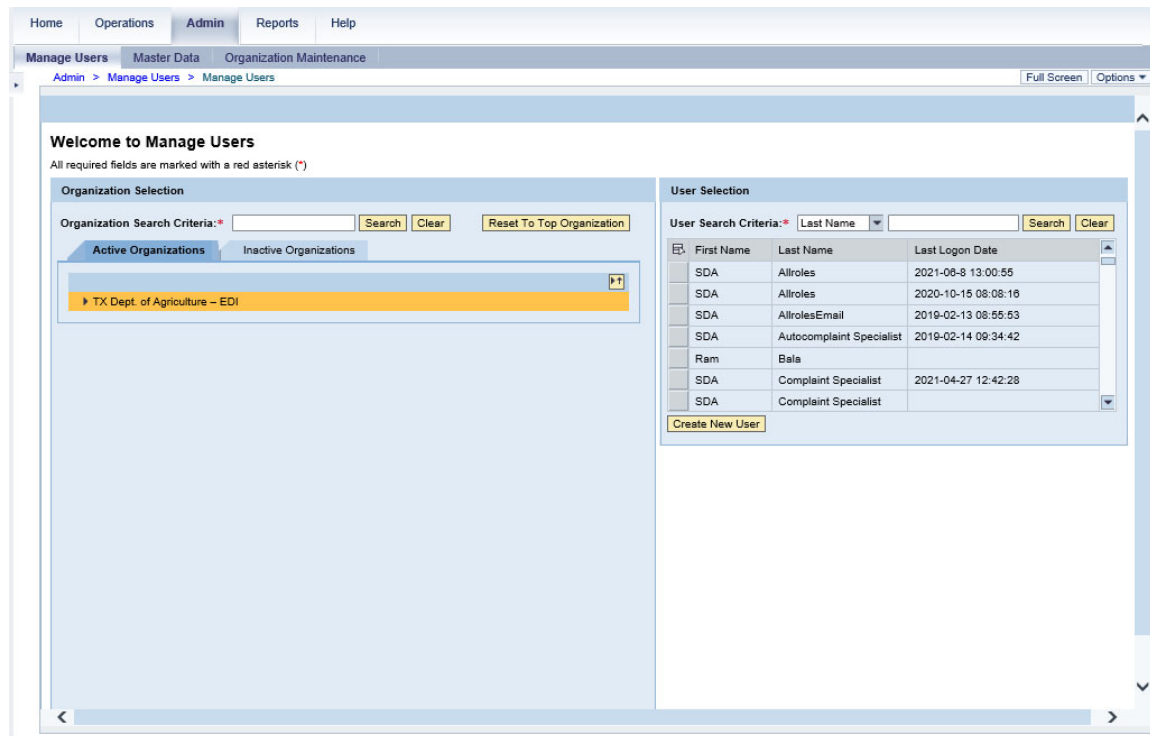 Home Operations Admin Reports Help
Manage Users Master Data Organization Maintenance
Admin > Manage Users > Manage Users
Full Screen Options
Welcome to Manage Users
All required fields are marked with a red asterisk (*)
Organization Selection
Organization Search Criteria:* Search Clear Reset To Top Organization
Active Organizations Inactive Organizations
TX Dept. of Agriculture – EDI
User Selection
User Search Criteria:* Last Name Search Clear
First Name Last Name Last Logon Date
SDA Allroles 2021-06-8 13:00:55
SDA Allroles 2020-10-15 08:08:16
SDA AllrolesEmail 2019-02-13 08:55:53
SDA Autocomplaint Specialist 2019-02-14 09:34:42
Ram Bala
SDA Complaint Specialist 2021-04-27 12:42:28
SDA Complaint Specialist
Create New User